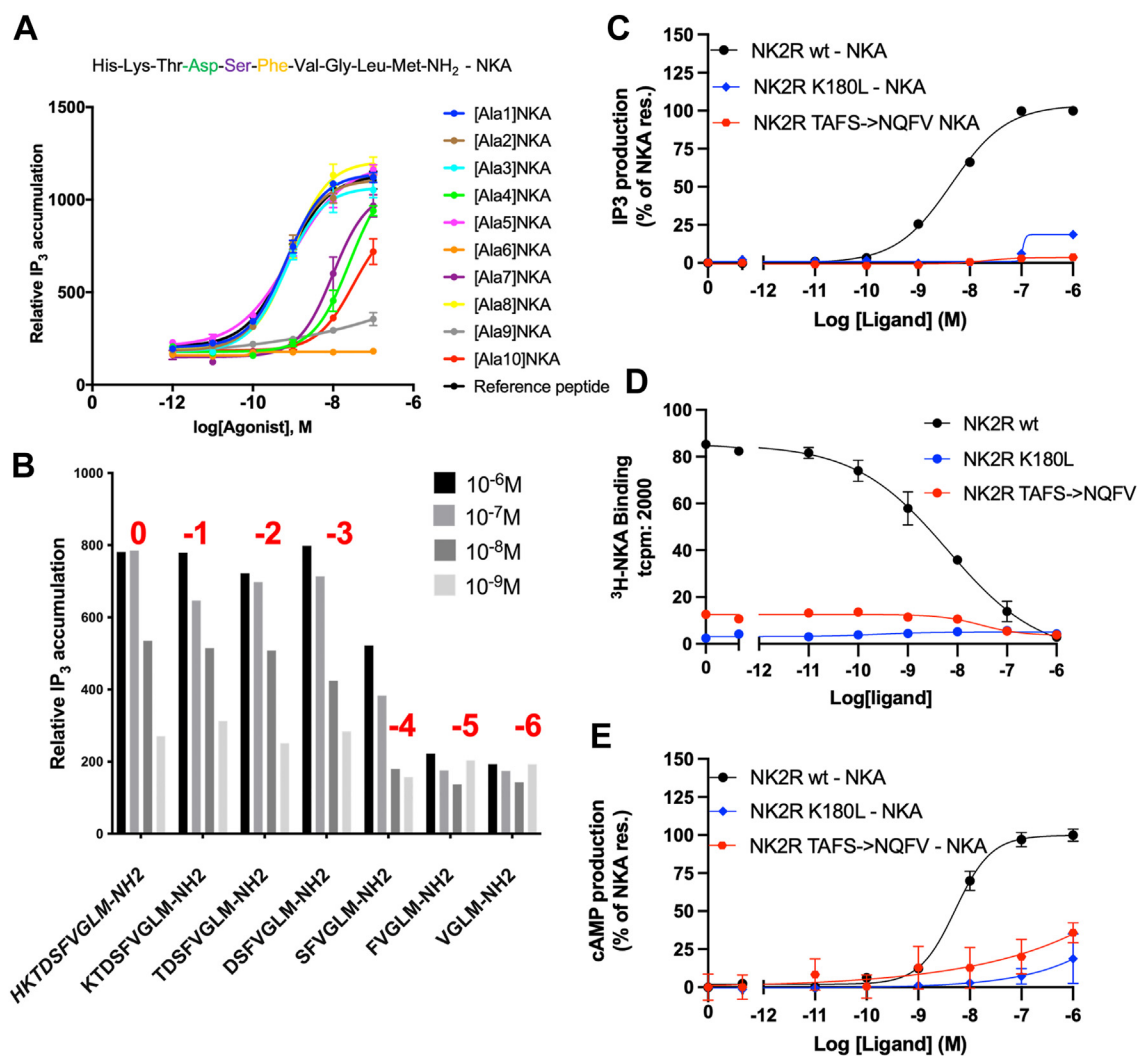 A
His-Lys-Thr-Asp-Ser-Phe-Val-Gly-Leu-Met-NH2 - NKA
Relative IP3 accumulation
1500
1000
500
0
0
-12
-10
-8
-6
log[Agonist], M
[Ala1]NKA
[Ala2]NKA
[Ala3]NKA
[Ala4]NKA
[Ala5]NKA
[Ala6]NKA
[Ala7]NKA
[Ala8]NKA
[Ala9]NKA
[Ala10]NKA
Reference peptide
B
Relative IP3 accumulation
1000
800
600
400
200
0
0
-1
-2
-3
-4
-5
-6
10-6M
10-7M
10-8M
10-9M
HKTDSFVGLM-NH2
KTDSFVGLM-NH2
TDSFVGLM-NH2
DSFVGLM-NH2
SFVGLM-NH2
FVGLM-NH2
VGLM-NH2
C
IP3 production
(% of NKA res.)
150
125
100
75
50
25
0
NK2R wt - NKA
NK2R K180L - NKA
NK2R TAFS->NQFV NKA
0
-12
-11
-10
-9
-8
-7
-6
Log [Ligand] (M)
D
3H-NKA Binding
tcpm: 2000
100
80
60
40
20
0
NK2R wt
NK2R K180L
NK2R TAFS->NQFV
0
-12
-11
-10
-9
-8
-7
-6
Log[ligand]
E
cAMP production
(% of NKA res.)
150
125
100
75
50
25
0
NK2R wt - NKA
NK2R K180L - NKA
NK2R TAFS->NQFV - NKA
0
-12
-11
-10
-9
-8
-7
-6
Log [Ligand] (M)